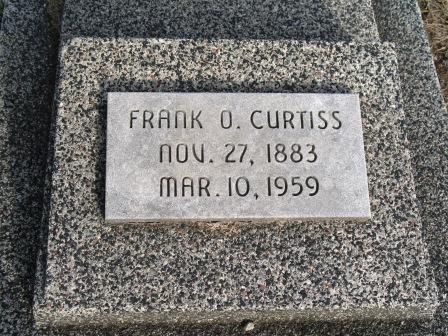 FRANK O. CURTISS
NOV. 27, 1883
MAR. 10, 1959